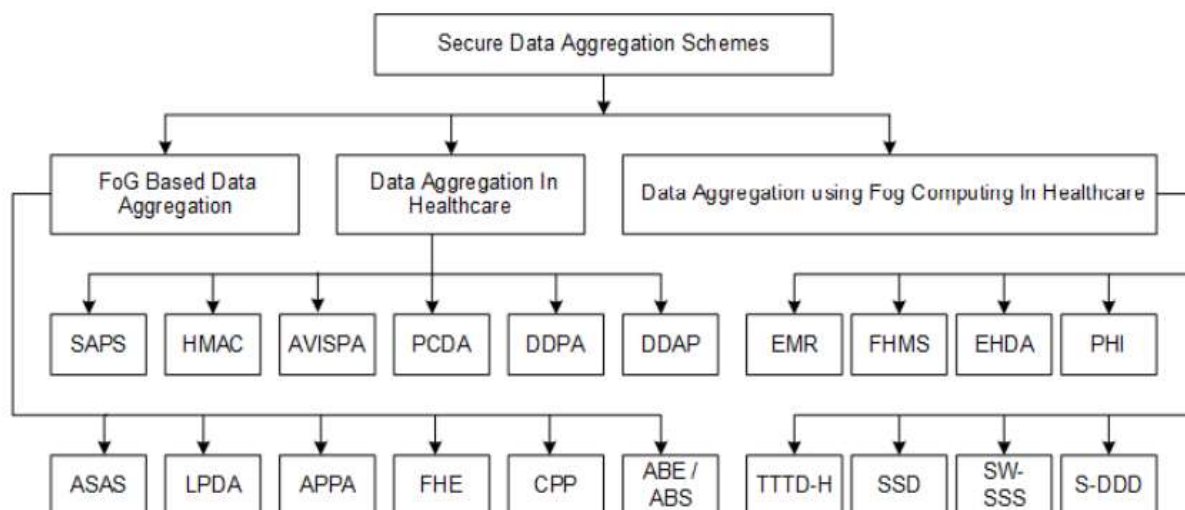 Secure Data Aggregation Schemes
FoG Based Data
Aggregation
Data Aggregation In
Healthcare
Data Aggregation using Fog Computing In Healthcare
SAPS
HMAC
AVISPA
PCDA
DDPA
DDAP
EMR
FHMS
EHDA
PHI
ASAS
LPDA
APPA
FHE
CPP
ABE /
ABS
TTTD-H
SSD
SW-
SSS
S-DDD